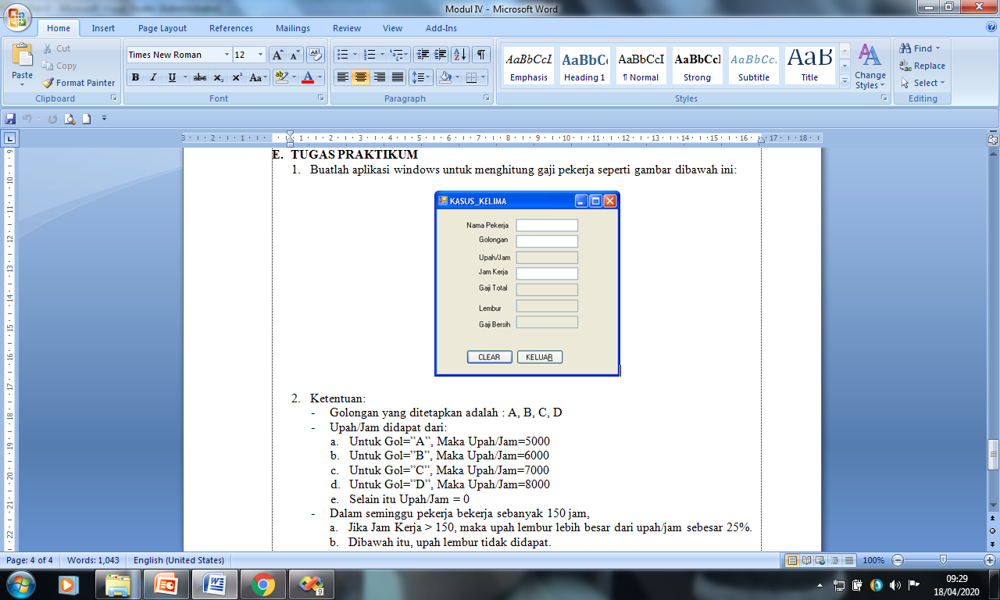 Modul IV - Microsoft Word
Home Insert Page Layout References Mailings Review View Add-Ins
Paste
Cut
Copy
Format Painter
Clipboard
Times New Roman 12
Font
Paragraph
AaBbCcI AaBbCc AaBbCcI AaBbCcI AaBbCc. AaB
Emphasis Heading 1 ¶ Normal Strong Subtitle Title
Change Styles
Styles
Find
Replace
Select
Editing
E. TUGAS PRAKTIKUM
1. Buatlah aplikasi windows untuk menghitung gaji pekerja seperti gambar dibawah ini:
KASUS_KELIMA
Nama Pekerja
Golongan
Upah/Jam
Jam Kerja
Gaji Total
Lembur
Gaji Bersih
CLEAR KELUAR
2. Ketentuan:
- Golongan yang ditetapkan adalah : A, B, C, D
- Upah/Jam didapat dari:
a. Untuk Gol=”A”, Maka Upah/Jam=5000
b. Untuk Gol=”B”, Maka Upah/Jam=6000
c. Untuk Gol=”C”, Maka Upah/Jam=7000
d. Untuk Gol=”D”, Maka Upah/Jam=8000
e. Selain itu Upah/Jam = 0
- Dalam seminggu pekerja bekerja sebanyak 150 jam,
a. Jika Jam Kerja > 150, maka upah lembur lebih besar dari upah/jam sebesar 25%.
b. Dibawah itu, upah lembur tidak didapat.
Page: 4 of 4 Words: 1,043 English (United States) 100%
09:29
18/04/2020